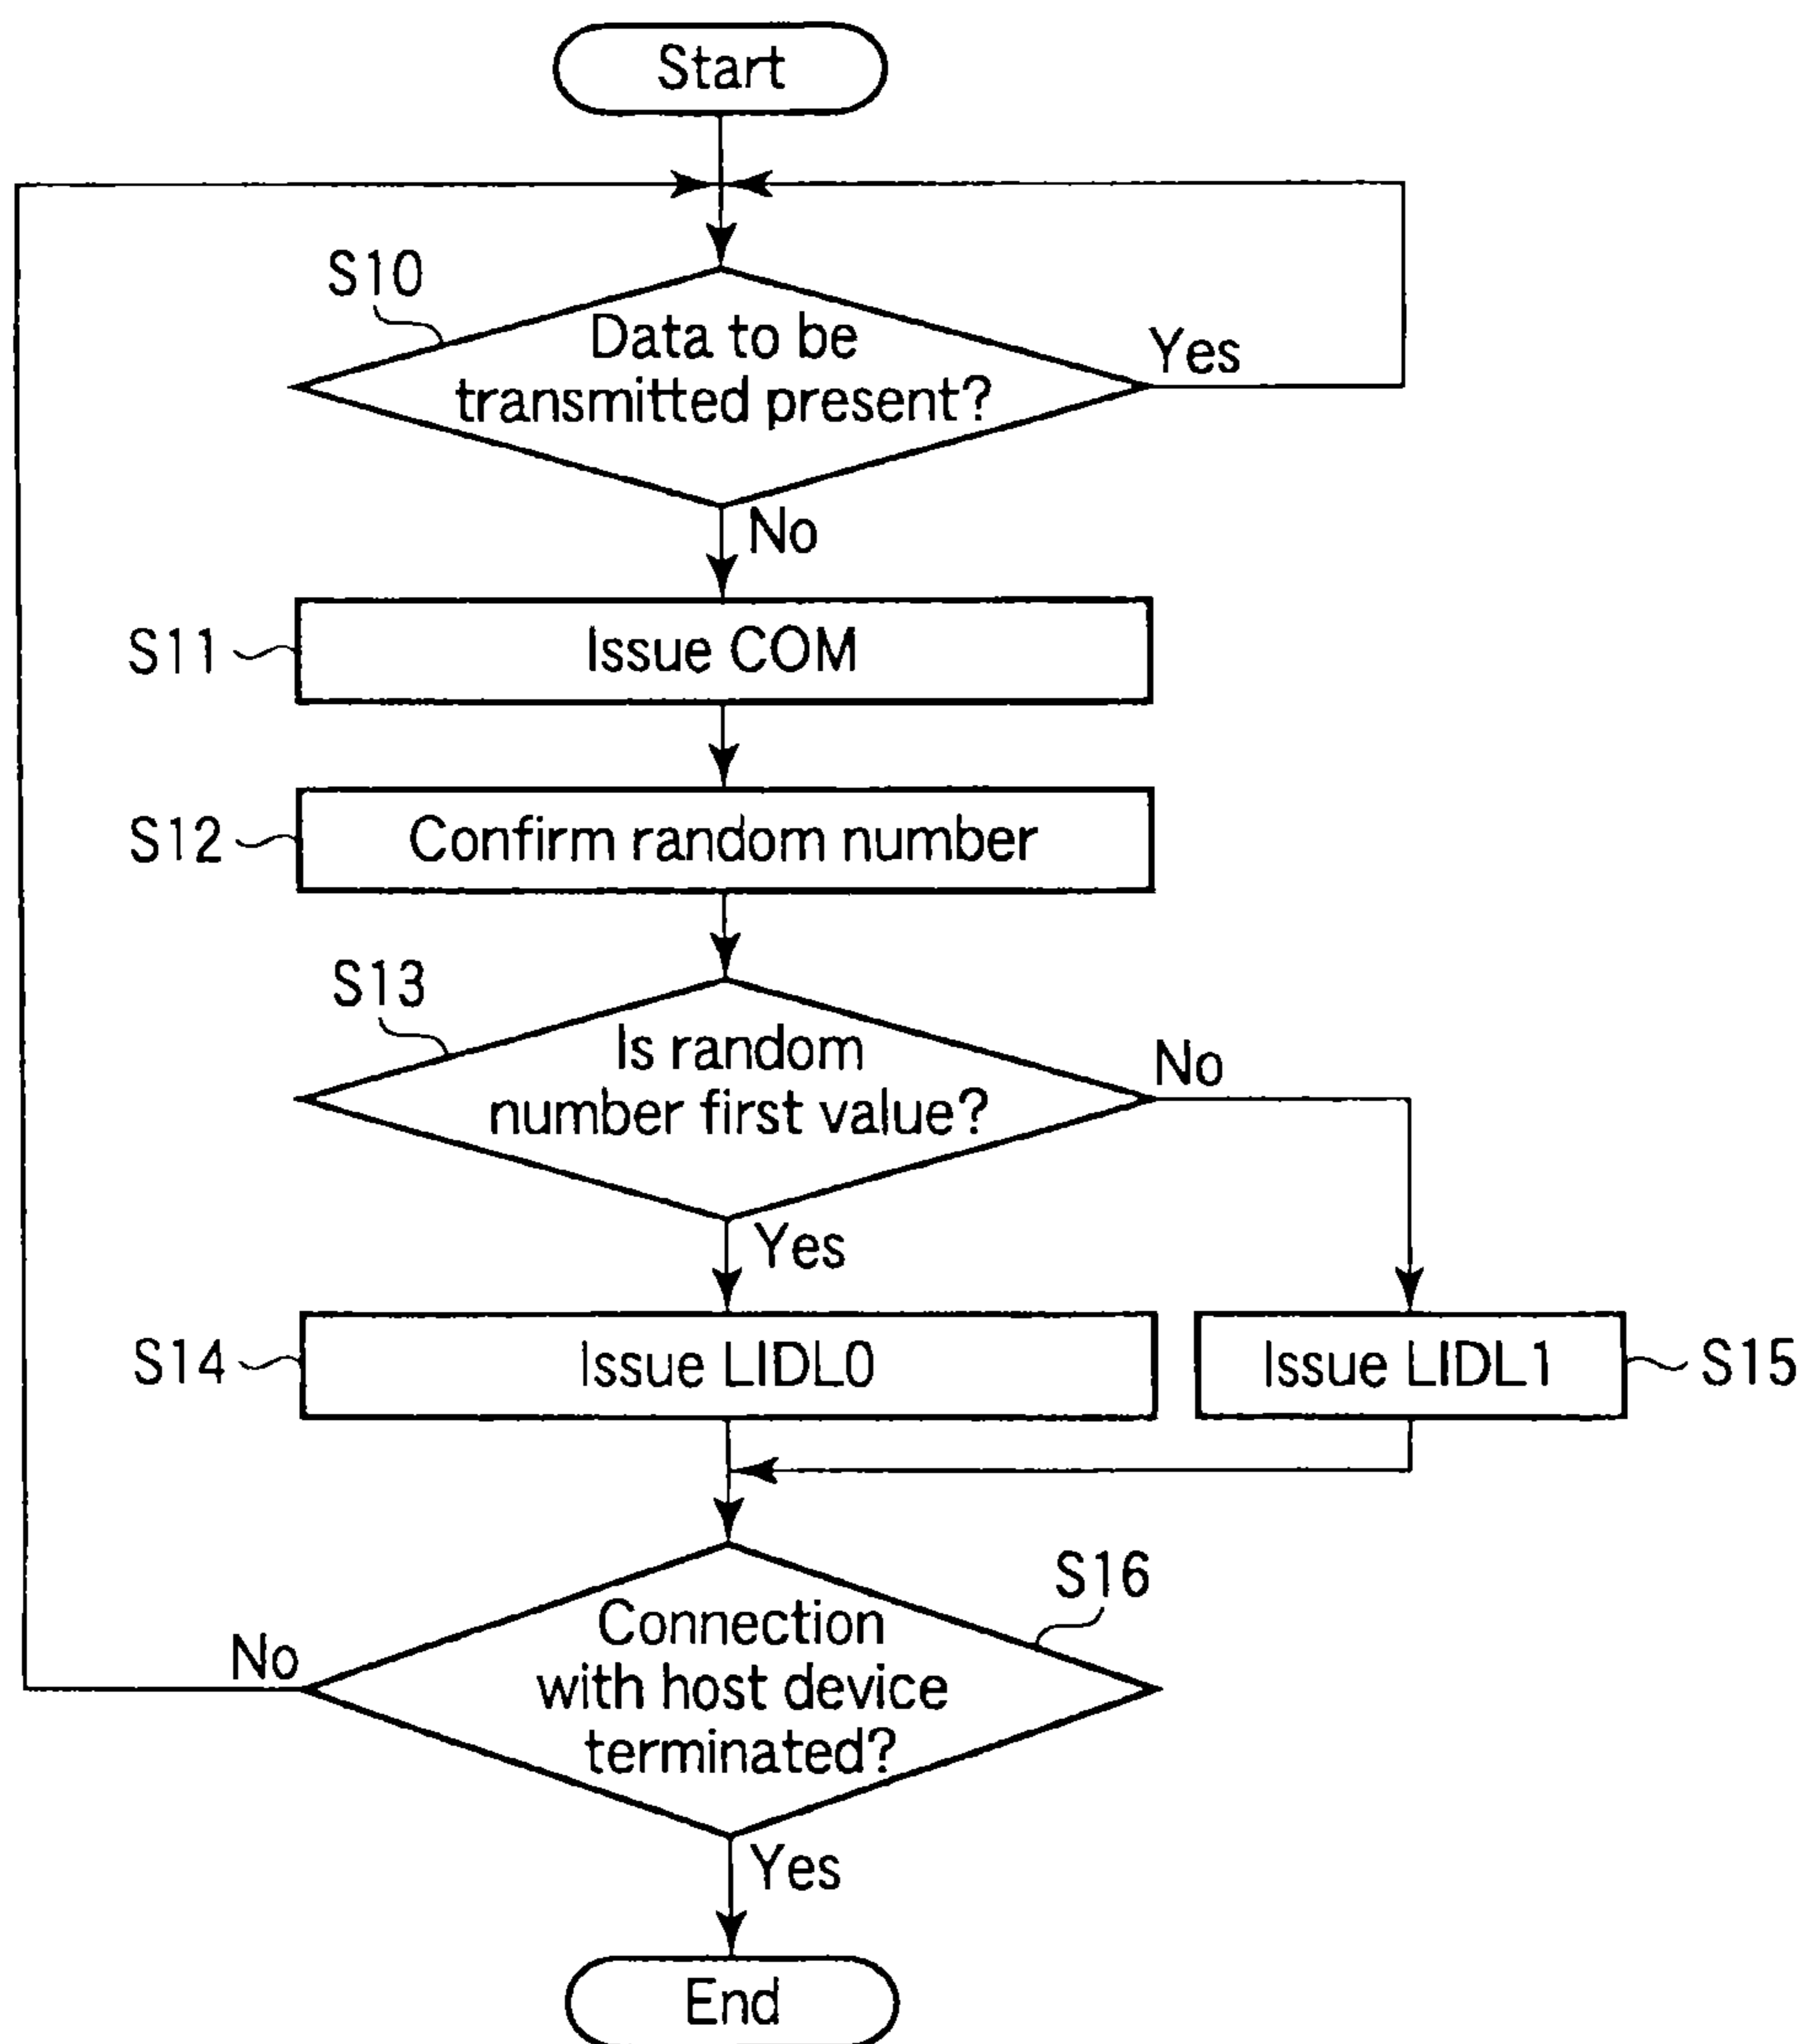 Start
S10
Data to be
transmitted present?
Yes
No
S11
Issue COM
S12
Confirm random number
S13
Is random
number first value?
No
Yes
S14
Issue LIDL0
Issue LIDL1
S15
S16
Connection
with host device
terminated?
No
Yes
End